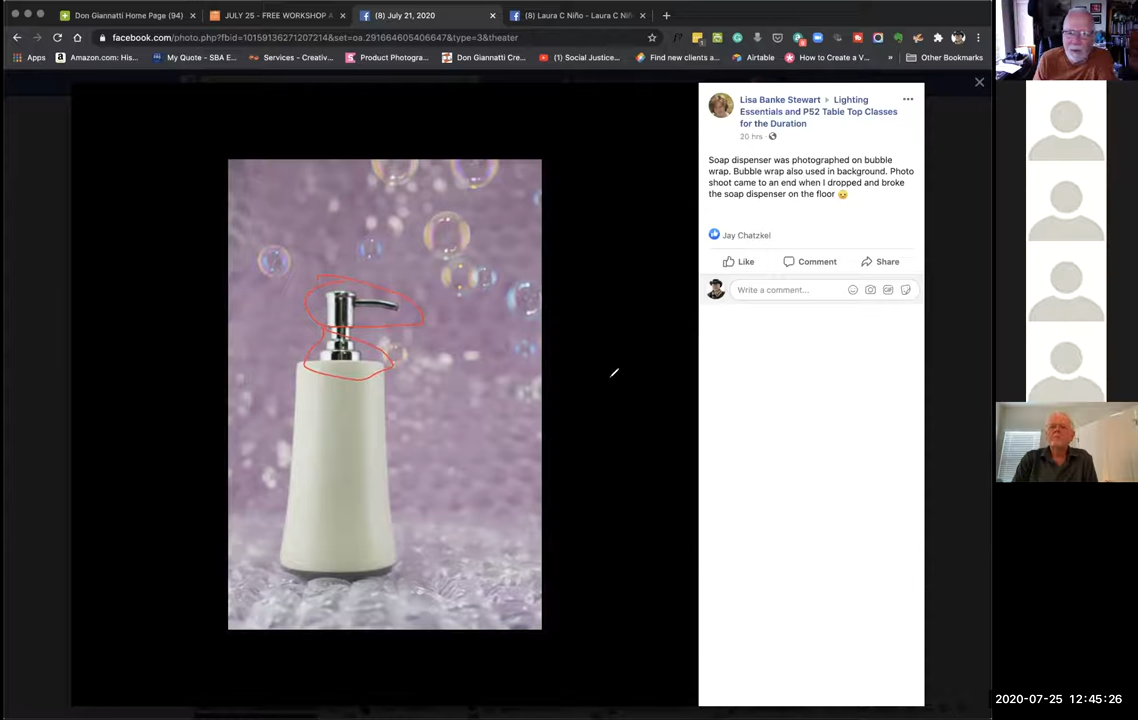 Don Giannatti Home Page (94)
JULY 25 - FREE WORKSHOP A
(8) July 21, 2020
(8) Laura C Niño - Laura C Ni
facebook.com/photo.php?fbid=10159136271207214&set=oa.291664605406647&type=3&theater
Apps
Amazon.com: His...
My Quote - SBA E...
Services - Creativ...
Product Photogra...
Don Giannatti Cre...
(1) Social Justice...
Find new clients a...
Airtable
How to Create a V...
»
Other Bookmarks
Lisa Banke Stewart ▸ Lighting
Essentials and P52 Table Top Classes
for the Duration
20 hrs ·
Soap dispenser was photographed on bubble
wrap. Bubble wrap also used in background. Photo
shoot came to an end when I dropped and broke
the soap dispenser on the floor
Jay Chatzkel
Like
Comment
Share
Write a comment...
2020-07-25 12:45:26